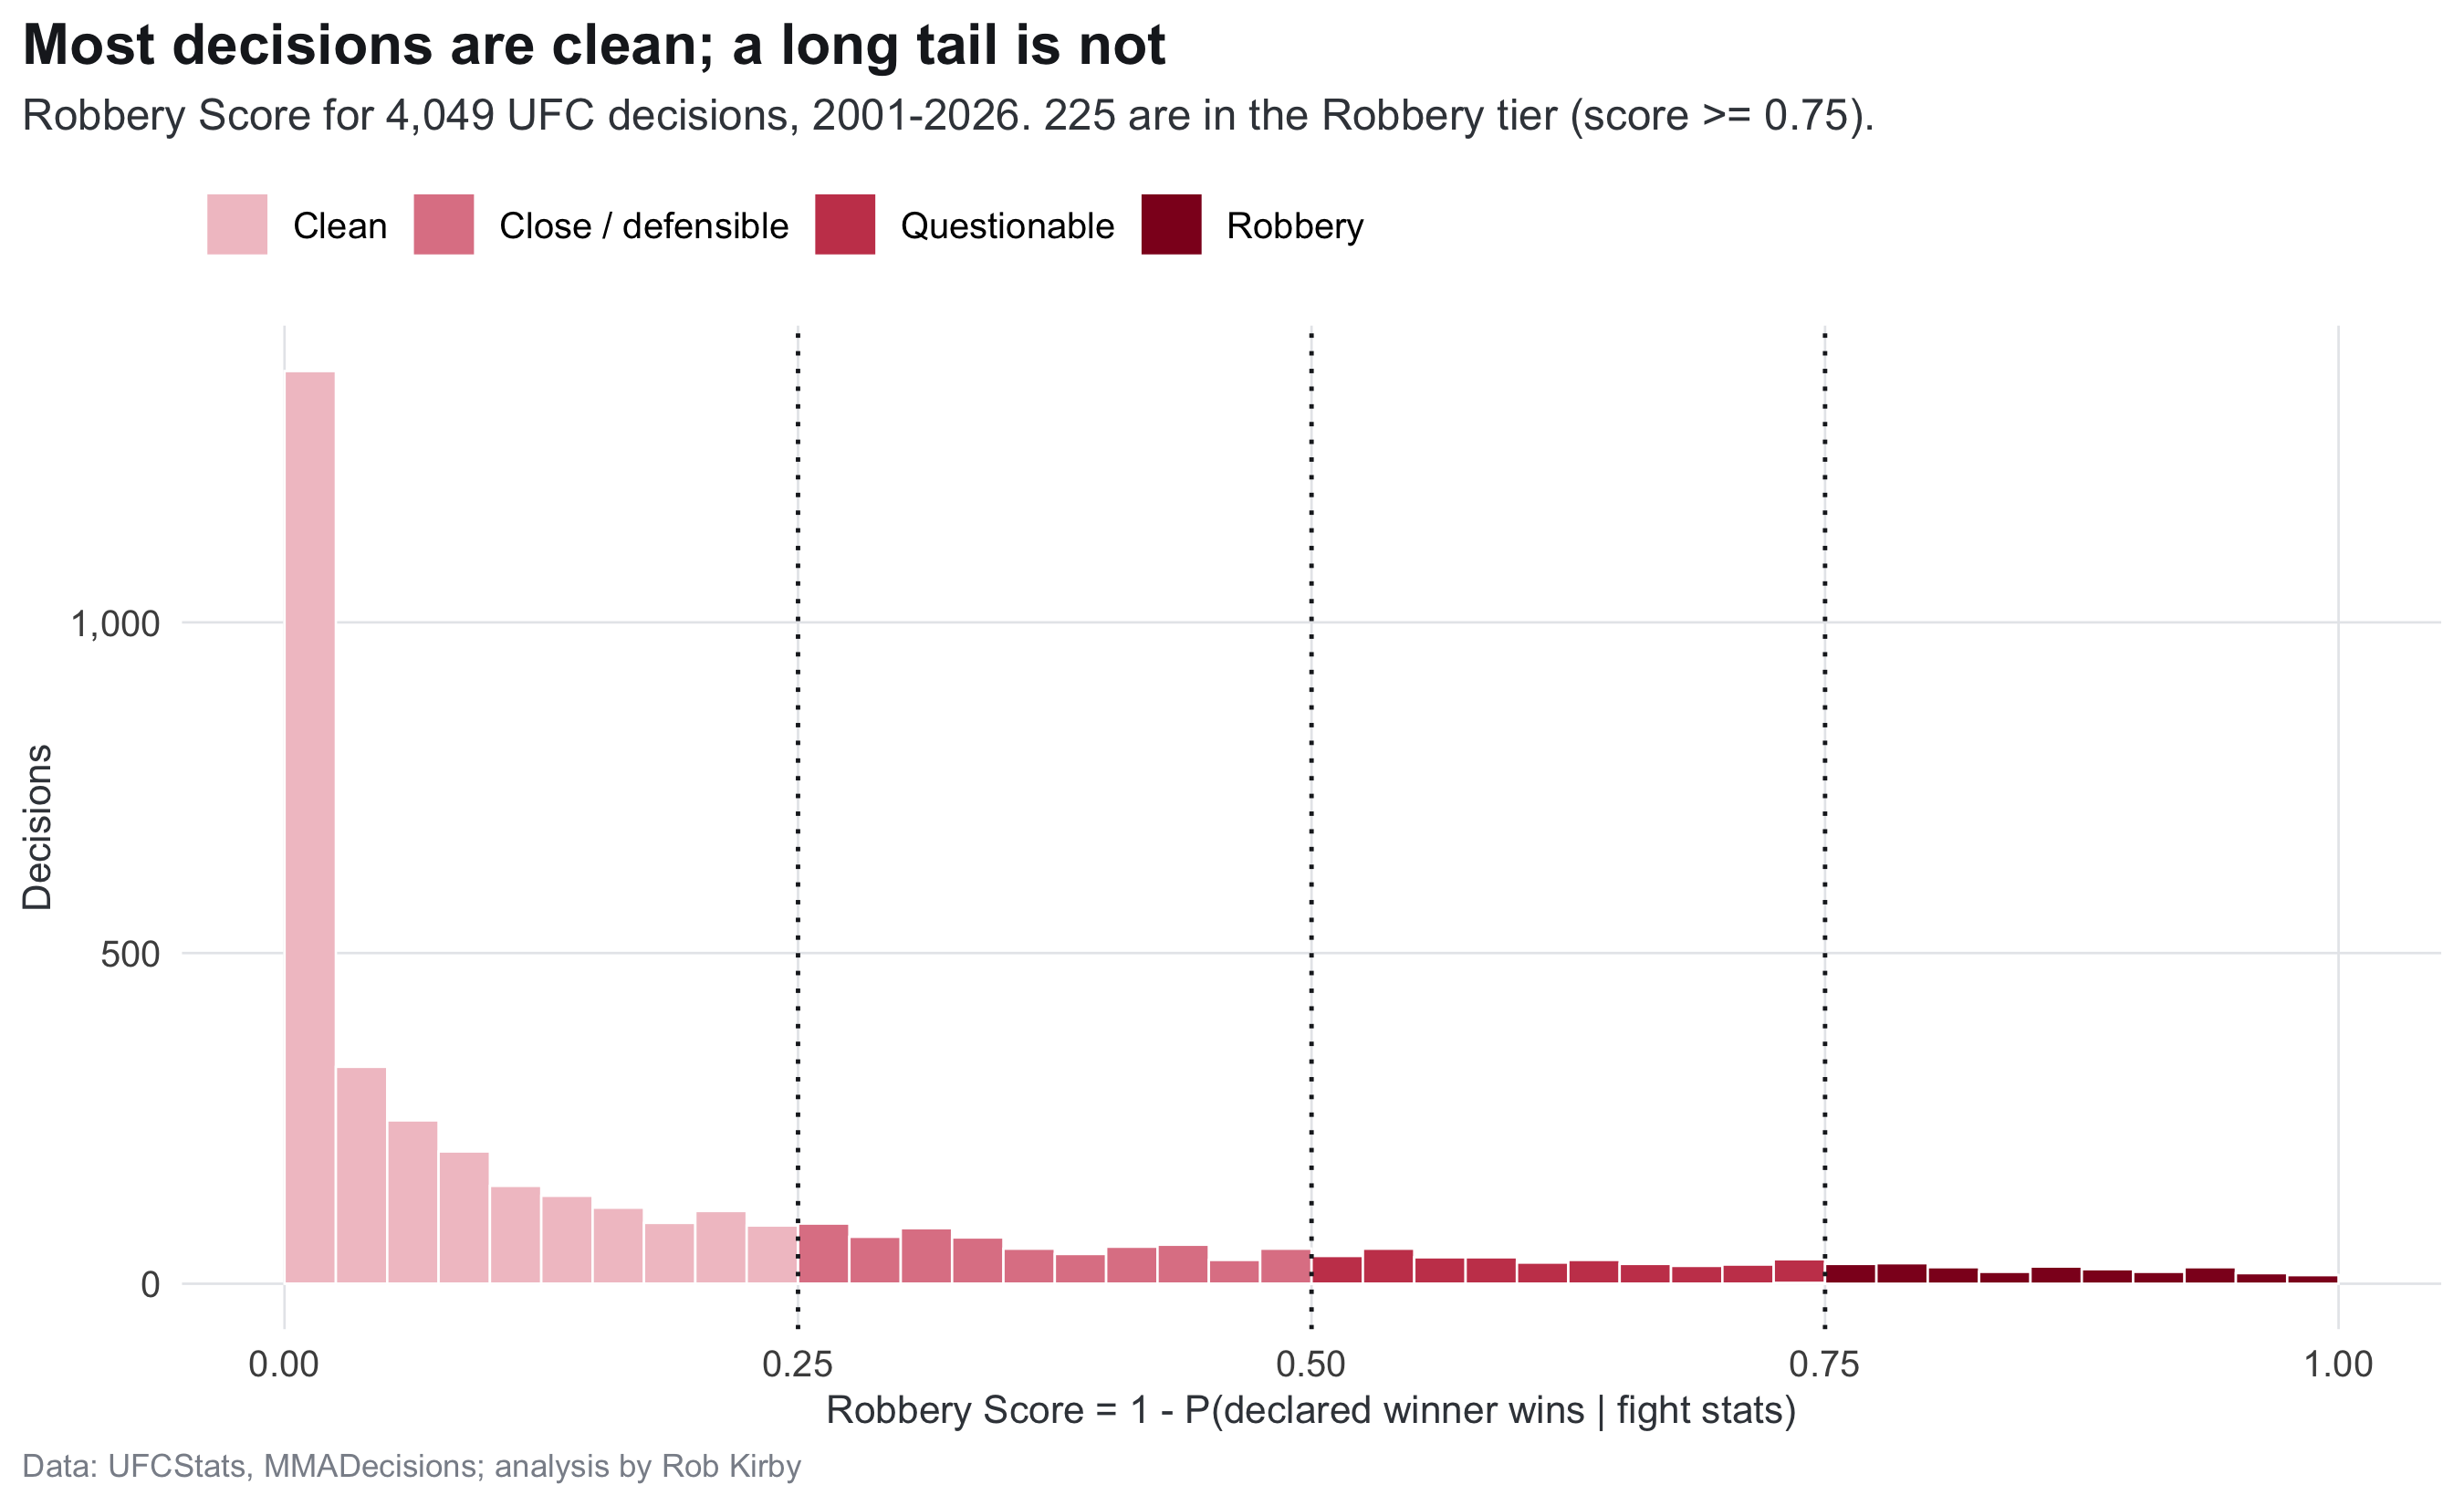 Most decisions are clean; a long tail is not
Robbery Score for 4,049 UFC decisions, 2001-2026. 225 are in the Robbery tier (score >= 0.75).
Clean
Close / defensible
Questionable
Robbery
Decisions
1,000
500
0
0.00
0.25
0.50
0.75
1.00
Robbery Score = 1 - P(declared winner wins | fight stats)
Data: UFCStats, MMADecisions; analysis by Rob Kirby